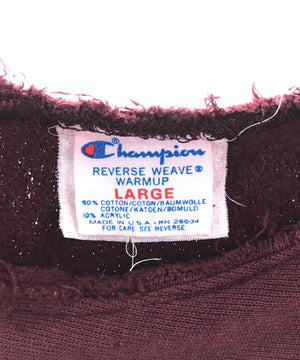 Champion
REVERSE WEAVE®
WARMUP
LARGE
90% COTTON/COTON/BAUMWOLLE
COTONE/KATOEN/BOMULD
10% ACRYLIC
MADE IN U.S.A. RN 26094
FOR CARE SEE REVERSE